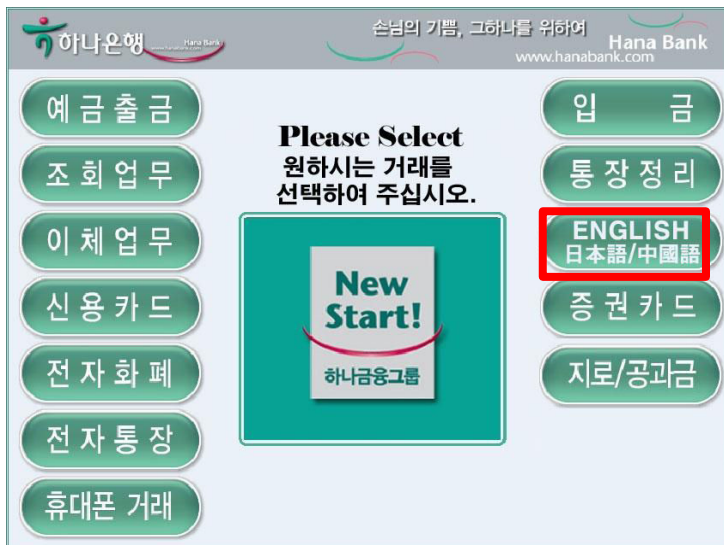 하나은행 Hana Bank
손님의 기쁨, 그하나를 위하여
Hana Bank
www.hanabank.com
예금출금
조회업무
이체업무
신용카드
전자화폐
전자통장
휴대폰 거래
Please Select
원하시는 거래를
선택하여 주십시오.
New
Start!
하나금융그룹
입 금
통장정리
ENGLISH
日本語/中國語
증권카드
지로/공과금